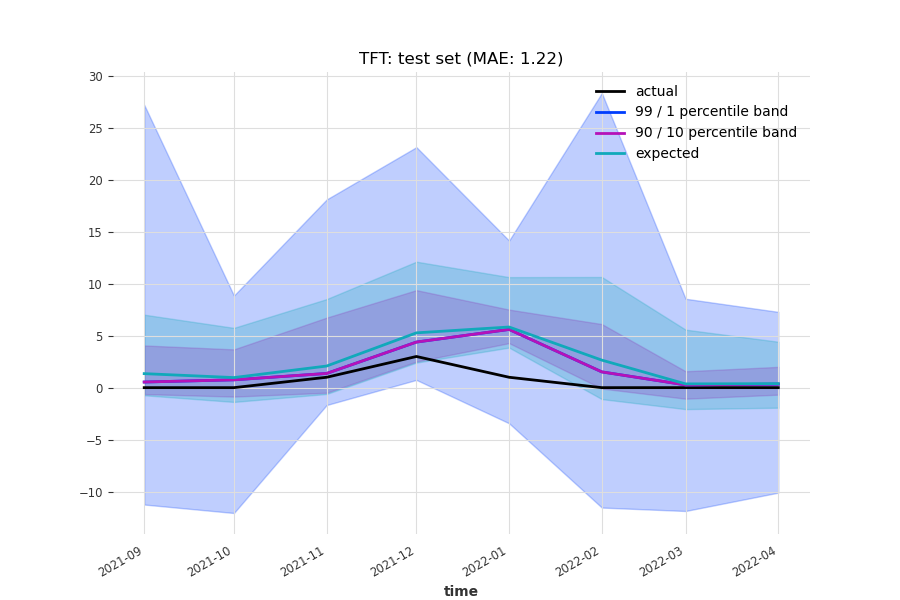 TFT: test set (MAE: 1.22)
actual
99 / 1 percentile band
90 / 10 percentile band
expected
30
25
20
15
10
5
0
−5
−10
2021-09
2021-10
2021-11
2021-12
2022-01
2022-02
2022-03
2022-04
time